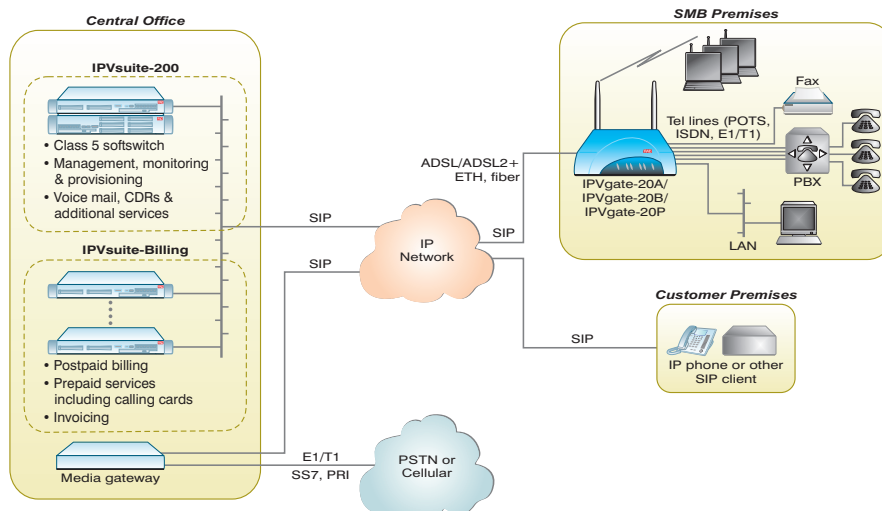 Central Office
IPVsuite-200
• Class 5 softswitch
• Management, monitoring
& provisioning
• Voice mail, CDRs &
additional services
IPVsuite-Billing
• Postpaid billing
• Prepaid services
including calling cards
• Invoicing
Media gateway
SIP
SIP
E1/T1
SS7, PRI
IP
Network
PSTN or
Cellular
SIP
ADSL/ADSL2+
ETH, fiber
SIP
SMB Premises
Fax
Tel lines (POTS,
ISDN, E1/T1)
PBX
IPVgate-20A/
IPVgate-20B/
IPVgate-20P
LAN
Customer Premises
IP phone or other
SIP client